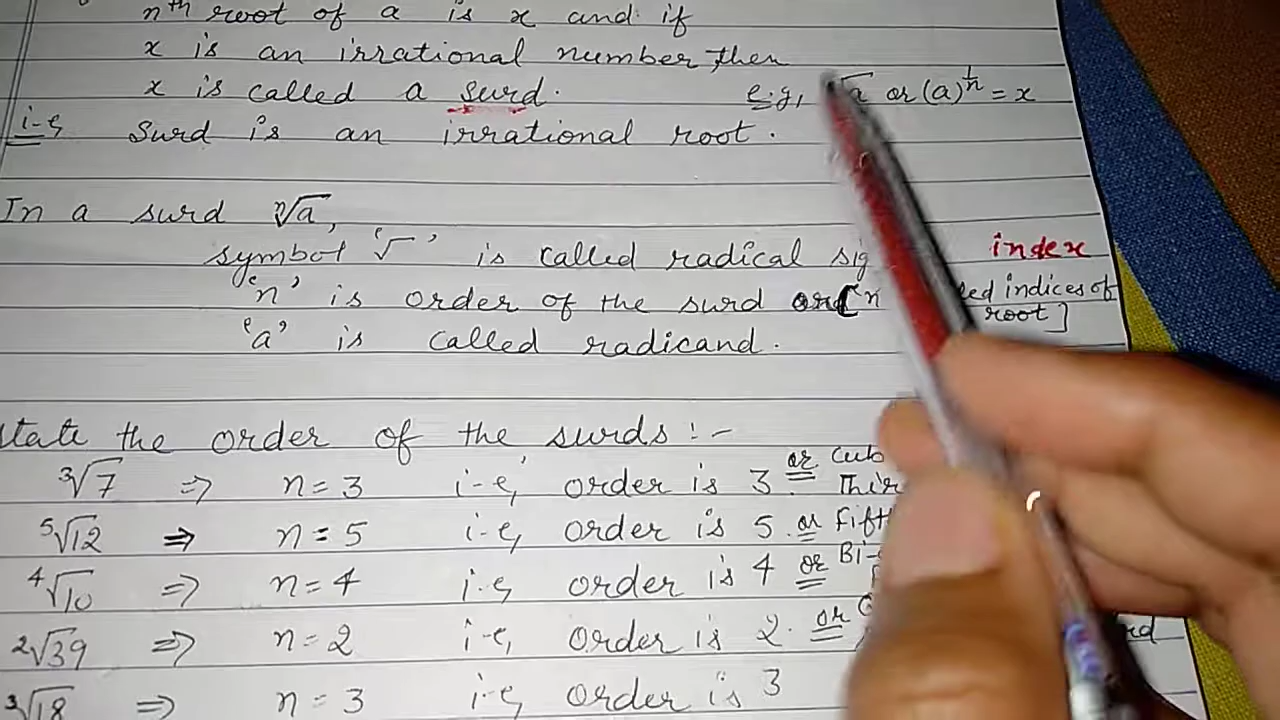 nth root of a is x and if
x is an irrational number, then
x is called a surd. e.g, √a or (a)^1/n = x
i-e, Surd is an irrational root.
In a surd ⁿ√a,
symbol '√ ' is called radical index
'n' is order of the surd or ['n' indices of
root]
'a' is called radicand.
the order of the surds :-
³√7 ⇒ n = 3 i-e, order is 3 or
⁵√12 ⇒ n = 5 i-e, order is 5. or
⁴√10 ⇒ n = 4 i-e, order is 4 or Bi-
²√39 ⇒ n = 2 i-e, order is 2. or
³√18 ⇒ n = 3 i-e, order is 3